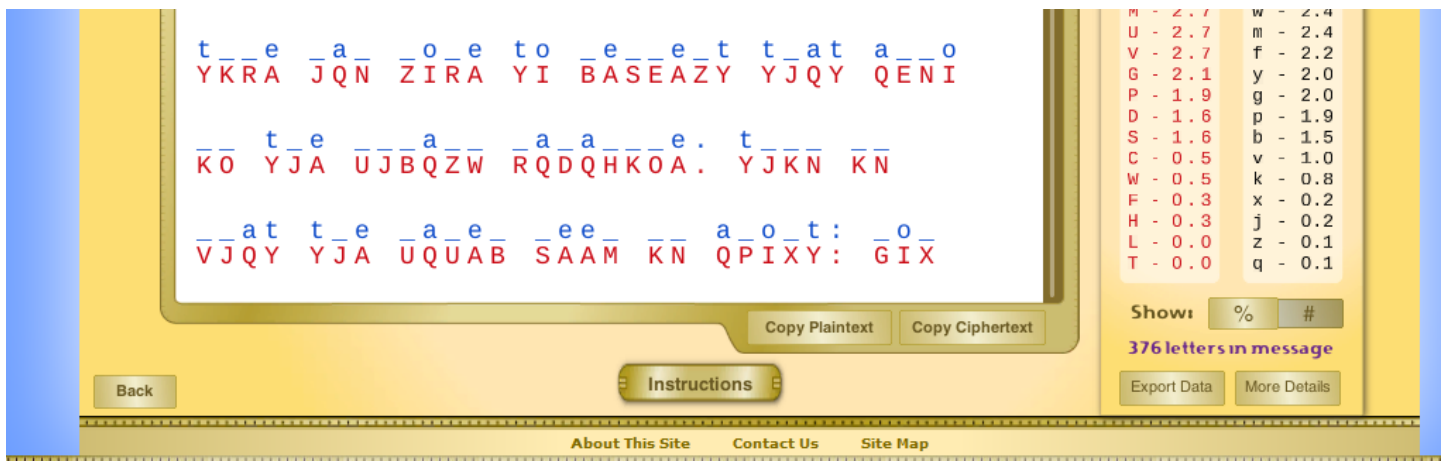 t__e _a_ _o_e to _e__e_t t_at a__o
YKRA JQN ZIRA YI BASEAZY YJQY QENI
__ t_e ___a__ _a_a___e. t___ __
KO YJA UJBQZW RQDQHKOA. YJKN KN
__at t_e _a_e_ _ee_ __ a_o_t: _o_
VJQY YJA UQUAB SAAM KN QPIXY: GIX
M - 2.7 w - 2.4
U - 2.7 m - 2.4
V - 2.7 f - 2.2
G - 2.1 y - 2.0
P - 1.9 g - 2.0
D - 1.6 p - 1.9
S - 1.6 b - 1.5
C - 0.5 v - 1.0
W - 0.5 k - 0.8
F - 0.3 x - 0.2
H - 0.3 j - 0.2
L - 0.0 z - 0.1
T - 0.0 q - 0.1
Show: % #
376 letters in message
Copy Plaintext Copy Ciphertext
Export Data More Details
Back
Instructions
About This Site Contact Us Site Map